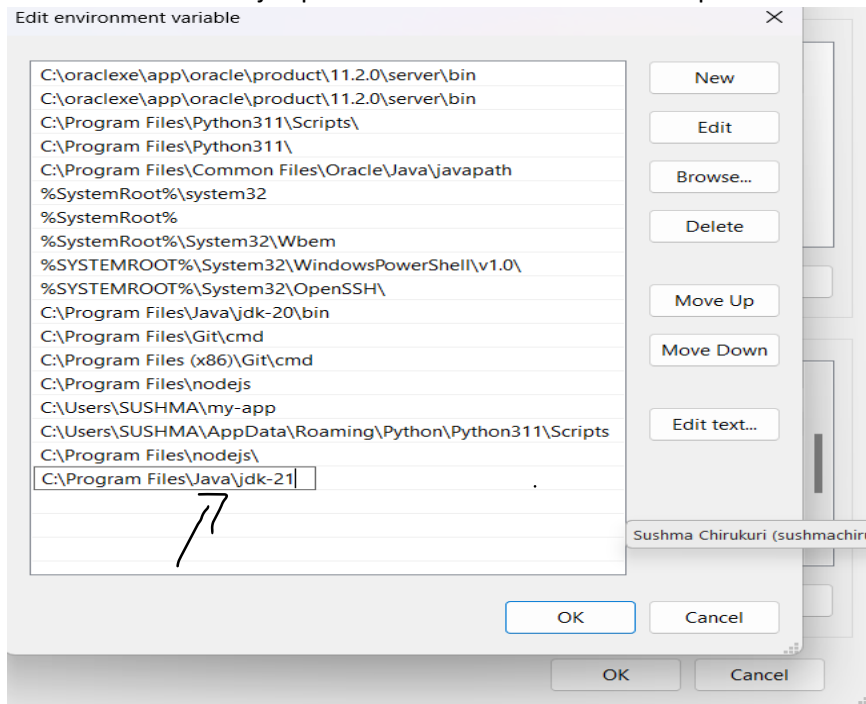 Edit environment variable
C:\oraclexe\app\oracle\product\11.2.0\server\bin
C:\oraclexe\app\oracle\product\11.2.0\server\bin
C:\Program Files\Python311\Scripts\
C:\Program Files\Python311\
C:\Program Files\Common Files\Oracle\Java\javapath
%SystemRoot%\system32
%SystemRoot%
%SystemRoot%\System32\Wbem
%SYSTEMROOT%\System32\WindowsPowerShell\v1.0\
%SYSTEMROOT%\System32\OpenSSH\
C:\Program Files\Java\jdk-20\bin
C:\Program Files\Git\cmd
C:\Program Files (x86)\Git\cmd
C:\Program Files\nodejs
C:\Users\SUSHMA\my-app
C:\Users\SUSHMA\AppData\Roaming\Python\Python311\Scripts
C:\Program Files\nodejs\
C:\Program Files\Java\jdk-21
New
Edit
Browse...
Delete
Move Up
Move Down
Edit text...
Sushma Chirukuri (sushmachiru
OK
Cancel
OK
Cancel